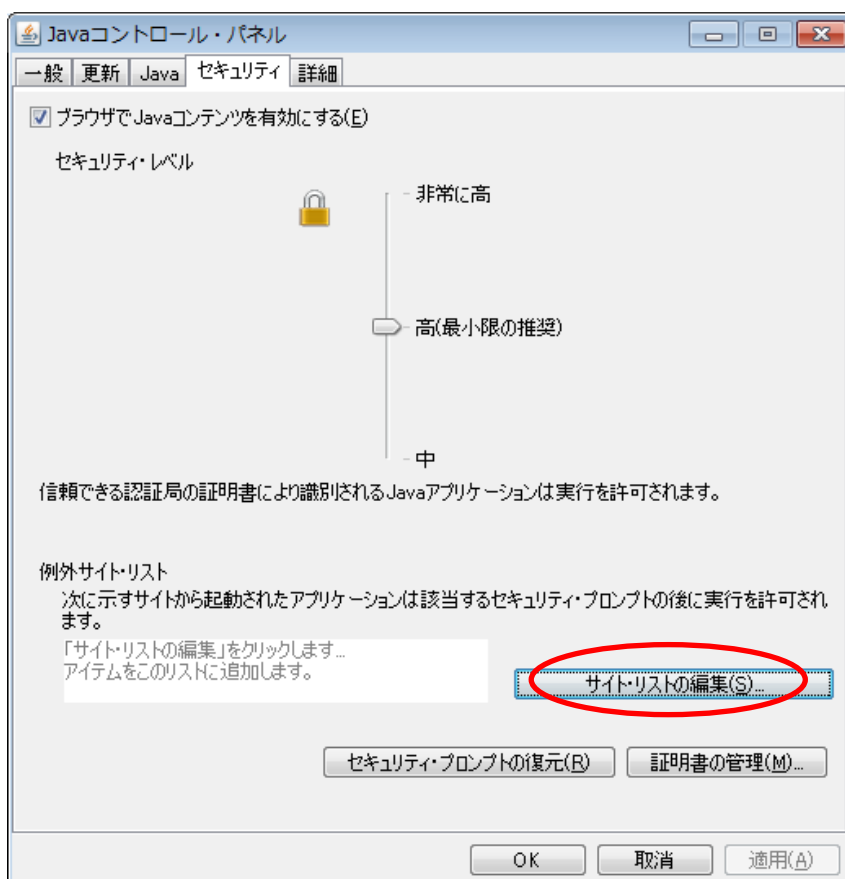 Javaコントロール・パネル
一般 更新 Java セキュリティ 詳細
ブラウザでJavaコンテンツを有効にする(E)
セキュリティ・レベル
非常に高
高(最小限の推奨)
中
信頼できる認証局の証明書により識別されるJavaアプリケーションは実行を許可されます。
例外サイト・リスト
次に示すサイトから起動されたアプリケーションは該当するセキュリティ・プロンプトの後に実行を許可され
ます。
「サイト・リストの編集」をクリックします...
アイテムをこのリストに追加します。
サイト・リストの編集(S)...
セキュリティ・プロンプトの復元(R) 証明書の管理(M)...
OK 取消 適用(A)